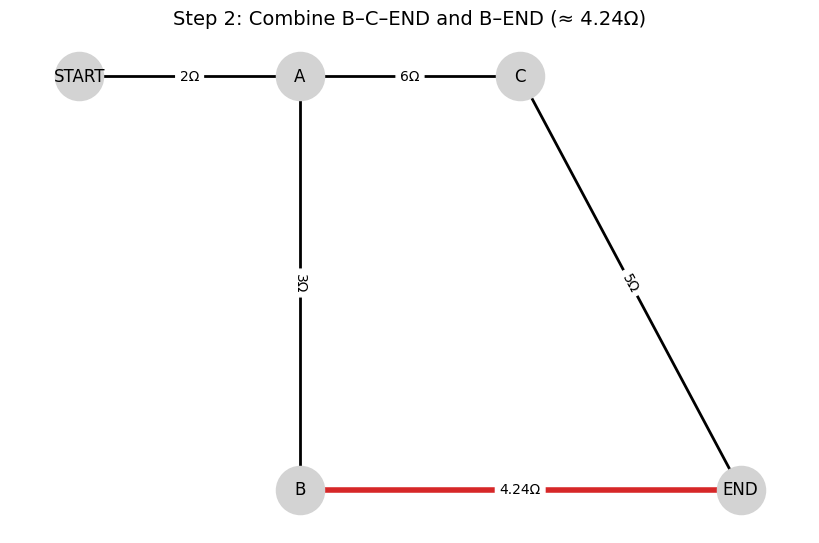 Step 2: Combine B–C–END and B–END (≈ 4.24Ω)
START
2Ω
A
6Ω
C
3Ω
5Ω
B
4.24Ω
END